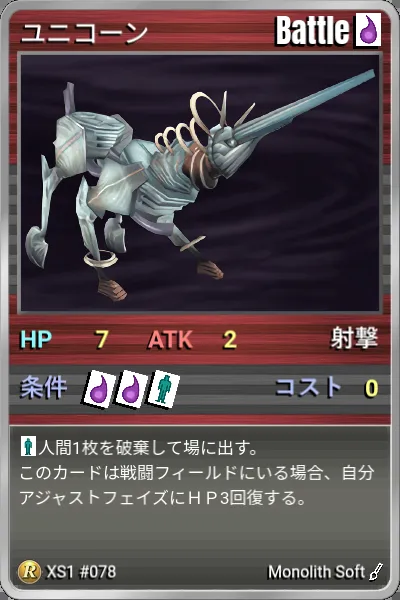 ユニコーン Battle
HP 7 ATK 2 射撃
条件 コスト 0
人間1枚を破棄して場に出す。
このカードは戦闘フィールドにいる場合、自分
アジャストフェイズにＨＰ3回復する。
R XS1 #078 Monolith Soft